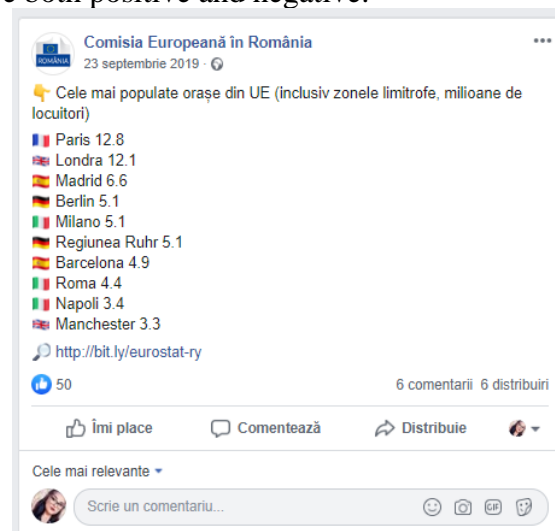 e both positive and negative.
Comisia Europeană în România
ROMÂNIA
23 septembrie 2019 ·
Cele mai populate orașe din UE (inclusiv zonele limitrofe, milioane de
locuitori)
Paris 12.8
Londra 12.1
Madrid 6.6
Berlin 5.1
Milano 5.1
Regiunea Ruhr 5.1
Barcelona 4.9
Roma 4.4
Napoli 3.4
Manchester 3.3
http://bit.ly/eurostat-ry
50 6 comentarii 6 distribuiri
Îmi place Comentează Distribuie
Cele mai relevante
Scrie un comentariu... GIF